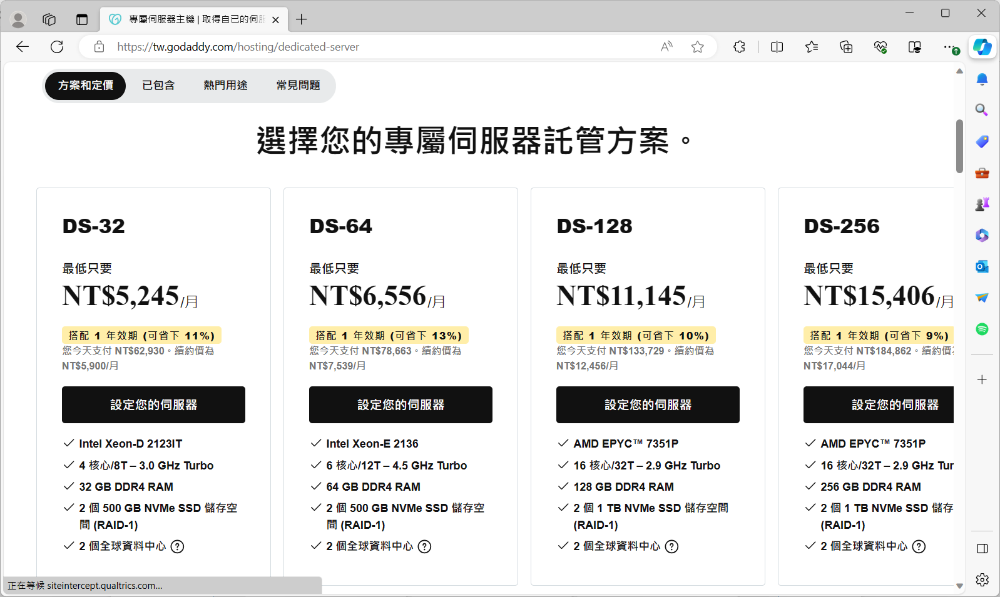 專屬伺服器主機 | 取得自己的伺服
https://tw.godaddy.com/hosting/dedicated-server
方案和定價
已包含
熱門用途
常見問題
選擇您的專屬伺服器託管方案。
DS-32
最低只要
NT$5,245/月
搭配 1 年效期 (可省下 11%)
您今天支付 NT$62,930。續約價為
NT$5,900/月
設定您的伺服器
Intel Xeon-D 2123IT
4 核心/8T – 3.0 GHz Turbo
32 GB DDR4 RAM
2 個 500 GB NVMe SSD 儲存空
間 (RAID-1)
2 個全球資料中心 ?
DS-64
最低只要
NT$6,556/月
搭配 1 年效期 (可省下 13%)
您今天支付 NT$78,663。續約價為
NT$7,539/月
設定您的伺服器
Intel Xeon-E 2136
6 核心/12T – 4.5 GHz Turbo
64 GB DDR4 RAM
2 個 500 GB NVMe SSD 儲存空
間 (RAID-1)
2 個全球資料中心 ?
DS-128
最低只要
NT$11,145/月
搭配 1 年效期 (可省下 10%)
您今天支付 NT$133,729。續約價為
NT$12,456/月
設定您的伺服器
AMD EPYC™ 7351P
16 核心/32T – 2.9 GHz Turbo
128 GB DDR4 RAM
2 個 1 TB NVMe SSD 儲存空間
(RAID-1)
2 個全球資料中心 ?
DS-256
最低只要
NT$15,406/月
搭配 1 年效期 (可省下 9%)
您今天支付 NT$184,862。續約價
NT$17,044/月
設定您的伺服器
AMD EPYC™ 7351P
16 核心/32T – 2.9 GHz Tur
256 GB DDR4 RAM
2 個 1 TB NVMe SSD 儲存空
(RAID-1)
2 個全球資料中心 ?
正在等候 siteintercept.qualtrics.com...